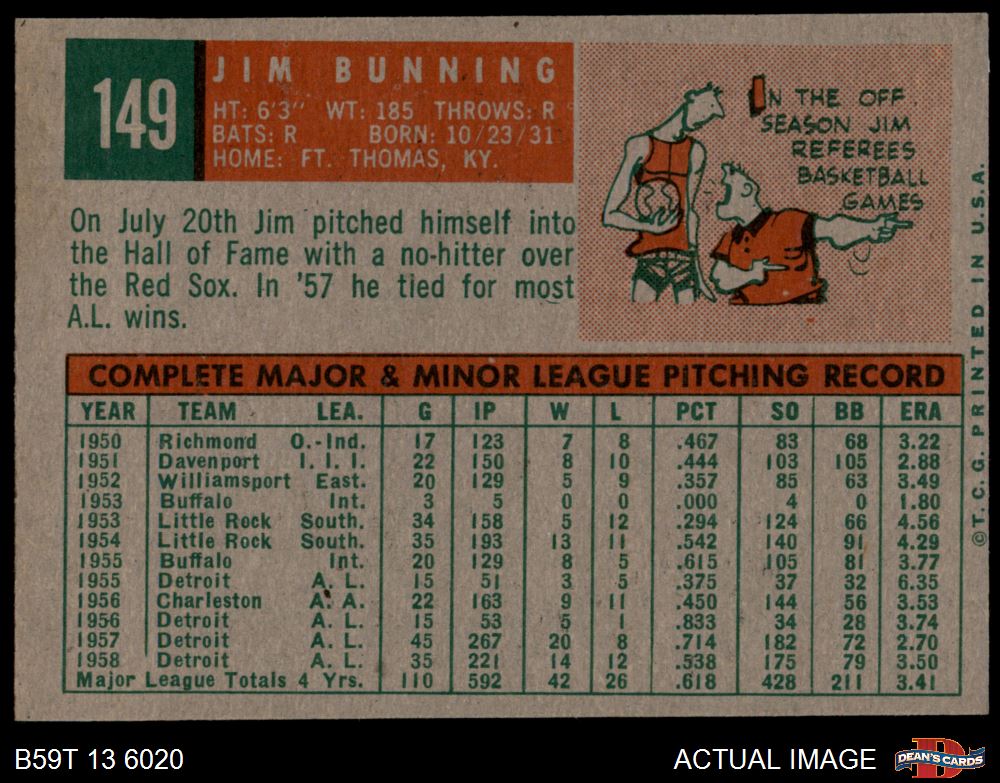 149
JIM BUNNING
HT: 6'3" WT: 185 THROWS: R
BATS: R BORN: 10/23/31
HOME: FT. THOMAS, KY.
IN THE OFF
SEASON JIM
REFEREES
BASKETBALL
GAMES
On July 20th Jim pitched himself into
the Hall of Fame with a no-hitter over
the Red Sox. In '57 he tied for most
A.L. wins.
COMPLETE MAJOR & MINOR LEAGUE PITCHING RECORD
YEAR TEAM LEA. G IP W L PCT SO BB ERA
1950 Richmond O.-Ind. 17 123 7 8 .467 83 68 3.22
1951 Davenport I. I. I. 22 150 8 10 .444 103 105 2.88
1952 Williamsport East. 20 129 5 9 .357 85 63 3.49
1953 Buffalo Int. 3 5 0 0 .000 4 0 1.80
1953 Little Rock South. 34 158 5 12 .294 124 66 4.56
1954 Little Rock South. 35 193 13 11 .542 140 91 4.29
1955 Buffalo Int. 20 129 8 5 .615 105 81 3.77
1955 Detroit A. L. 15 51 3 5 .375 37 32 6.35
1956 Charleston A. A. 22 163 9 11 .450 144 56 3.53
1956 Detroit A. L. 15 53 5 1 .833 34 28 3.74
1957 Detroit A. L. 45 267 20 8 .714 182 72 2.70
1958 Detroit A. L. 35 221 14 12 .538 175 79 3.50
Major League Totals 4 Yrs. 110 592 42 26 .618 428 211 3.41
©T.C.G. PRINTED IN U.S.A.
B59T 13 6020
ACTUAL IMAGE
DEAN'S CARDS